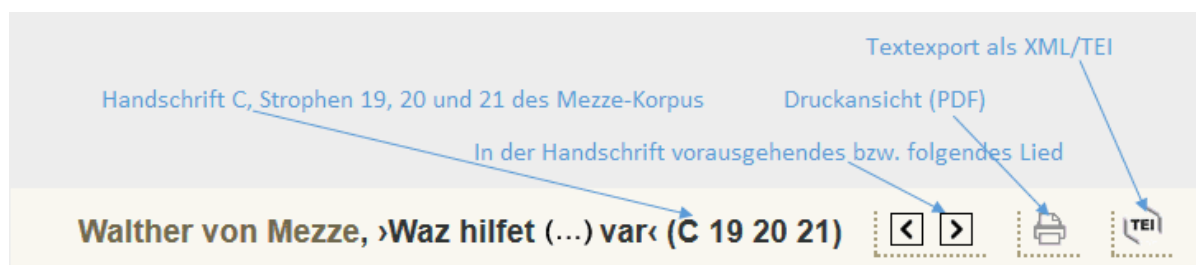 Textexport als XML/TEI
Handschrift C, Strophen 19, 20 und 21 des Mezze-Korpus
Druckansicht (PDF)
In der Handschrift vorausgehendes bzw. folgendes Lied
Walther von Mezze, ›Waz hilfet (...) var‹ (C 19 20 21) < > TEI